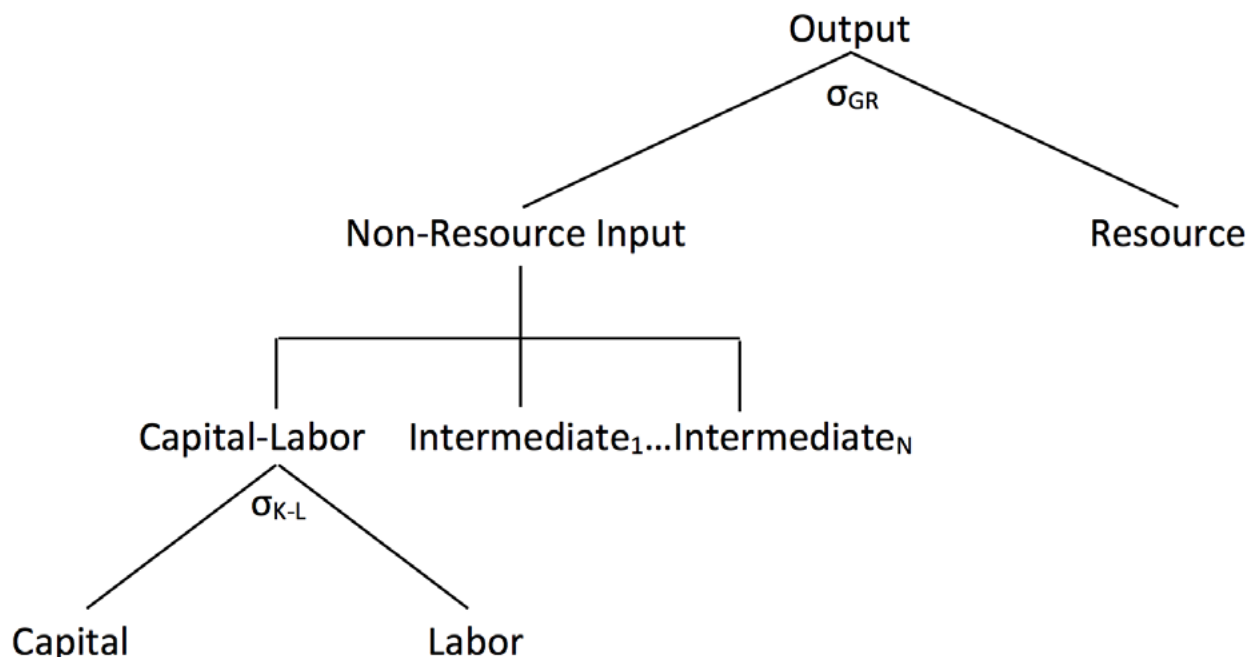 Output
σGR
Non-Resource Input Resource
Capital-Labor Intermediate1...IntermediateN
σK-L
Capital Labor